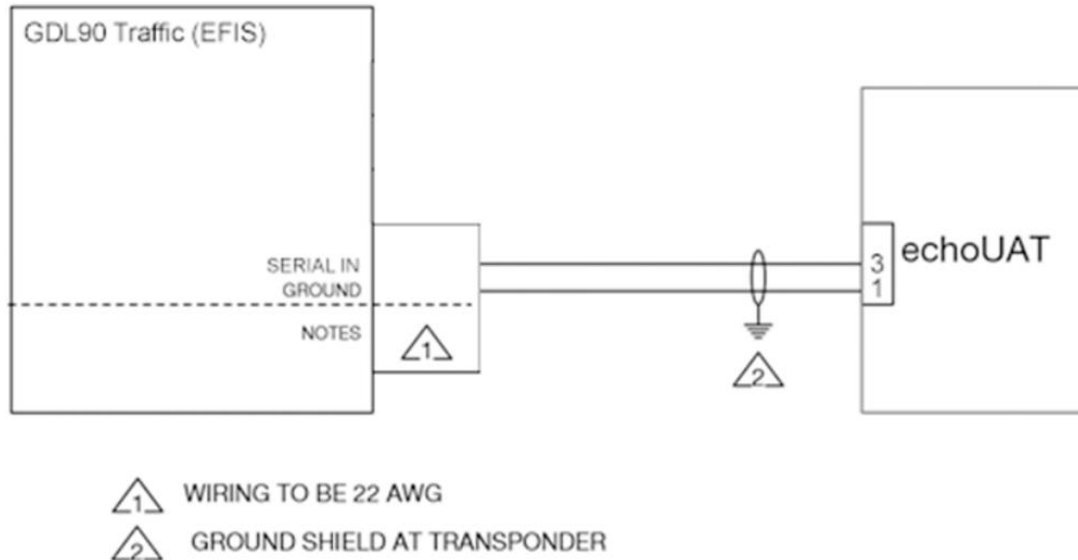 GDL90 Traffic (EFIS)
SERIAL IN
GROUND
NOTES
1
3
1
echoUAT
2
1 WIRING TO BE 22 AWG
2 GROUND SHIELD AT TRANSPONDER